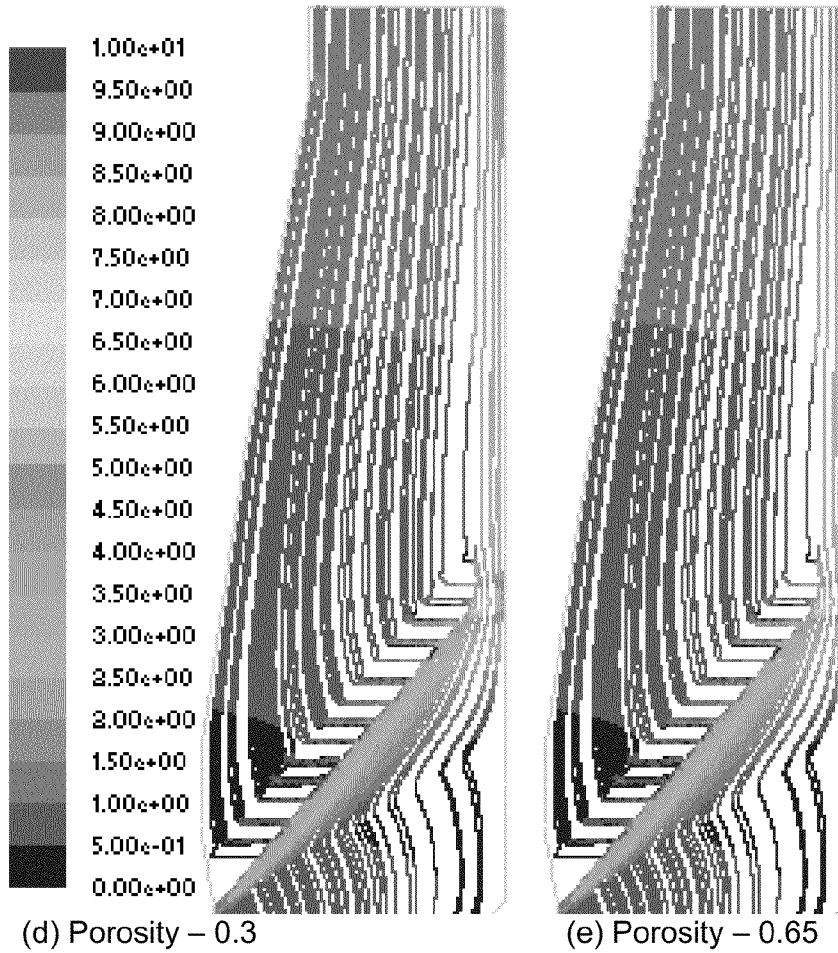 1.00e+01
9.50e+00
9.00e+00
8.50e+00
8.00e+00
7.50e+00
7.00e+00
6.50e+00
6.00e+00
5.50e+00
5.00e+00
4.50e+00
4.00e+00
3.50e+00
3.00e+00
2.50e+00
2.00e+00
1.50e+00
1.00e+00
5.00e-01
0.00e+00
(d) Porosity – 0.3
(e) Porosity – 0.65